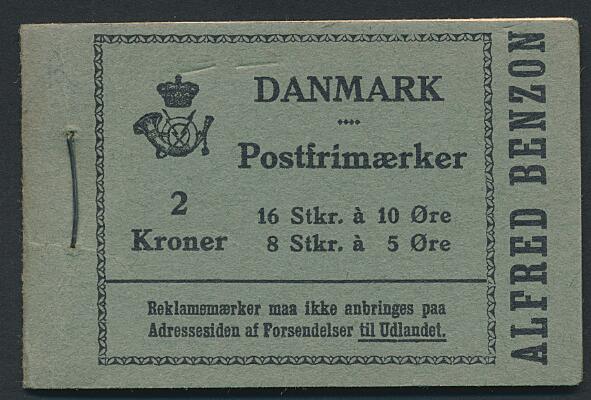 DANMARK
Postfrimærker
2
Kroner
16 Stkr. à 10 Øre
8 Stkr. à 5 Øre
Reklamemærker maa ikke anbringes paa
Adressesiden af Forsendelser til Udlandet.
ALFRED BENZON